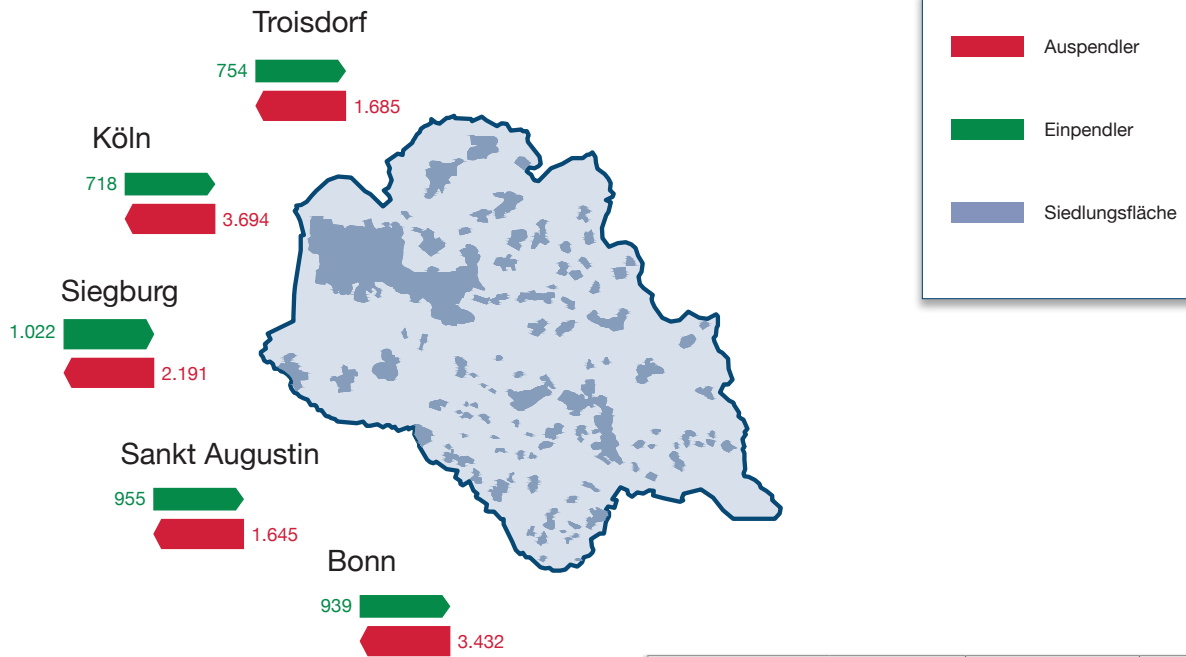 Troisdorf
754
1.685
Köln
718
3.694
Siegburg
1.022
2.191
Sankt Augustin
955
1.645
Bonn
939
3.432
Auspendler
Einpendler
Siedlungsfläche